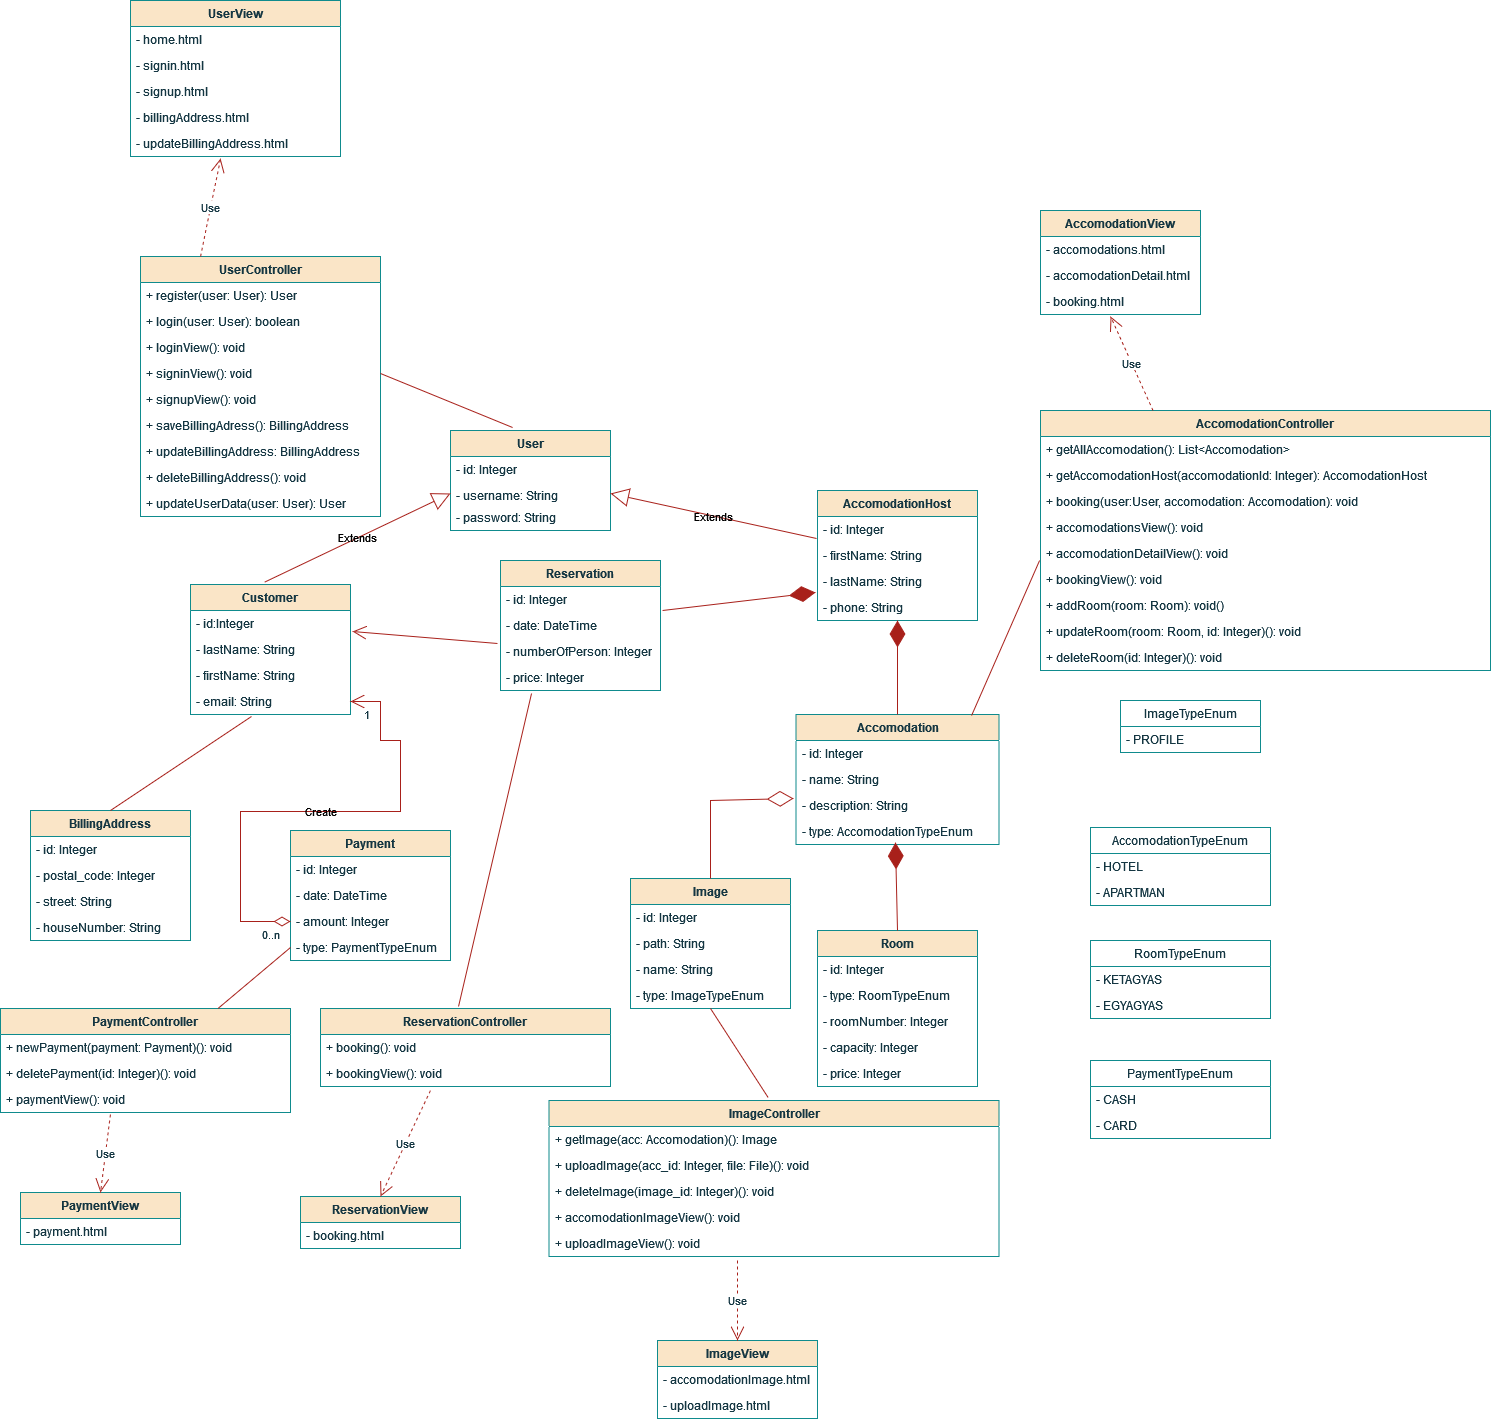 UserView
- home.html
- signin.html
- signup.html
- billingAddress.html
- updateBillingAddress.html
Use
UserController
+ register(user: User): User
+ login(user: User): boolean
+ loginView(): void
+ signinView(): void
+ signupView(): void
+ saveBillingAdress(): BillingAddress
+ updateBillingAddress: BillingAddress
+ deleteBillingAddress(): void
+ updateUserData(user: User): User
AccomodationView
- accomodations.html
- accomodationDetail.html
- booking.html
Use
AccomodationController
+ getAllAccomodation(): List<Accomodation>
+ getAccomodationHost(accomodationId: Integer): AccomodationHost
+ booking(user:User, accomodation: Accomodation): void
+ accomodationsView(): void
+ accomodationDetailView(): void
+ bookingView(): void
+ addRoom(room: Room): void()
+ updateRoom(room: Room, id: Integer)(): void
+ deleteRoom(id: Integer)(): void
User
- id: Integer
- username: String
- password: String
Extends
Extends
AccomodationHost
- id: Integer
- firstName: String
- lastName: String
- phone: String
Reservation
- id: Integer
- date: DateTime
- numberOfPerson: Integer
- price: Integer
Customer
- id:Integer
- lastName: String
- firstName: String
- email: String
1
Create
0..n
BillingAddress
- id: Integer
- postal_code: Integer
- street: String
- houseNumber: String
Payment
- id: Integer
- date: DateTime
- amount: Integer
- type: PaymentTypeEnum
Accomodation
- id: Integer
- name: String
- description: String
- type: AccomodationTypeEnum
ImageTypeEnum
- PROFILE
AccomodationTypeEnum
- HOTEL
- APARTMAN
RoomTypeEnum
- KETAGYAS
- EGYAGYAS
PaymentTypeEnum
- CASH
- CARD
Image
- id: Integer
- path: String
- name: String
- type: ImageTypeEnum
Room
- id: Integer
- type: RoomTypeEnum
- roomNumber: Integer
- capacity: Integer
- price: Integer
PaymentController
+ newPayment(payment: Payment)(): void
+ deletePayment(id: Integer)(): void
+ paymentView(): void
Use
PaymentView
- payment.html
ReservationController
+ booking(): void
+ bookingView(): void
Use
ReservationView
- booking.html
ImageController
+ getImage(acc: Accomodation)(): Image
+ uploadImage(acc_id: Integer, file: File)(): void
+ deleteImage(image_id: Integer)(): void
+ accomodationImageView(): void
+ uploadImageView(): void
Use
ImageView
- accomodationImage.html
- uploadImage.html